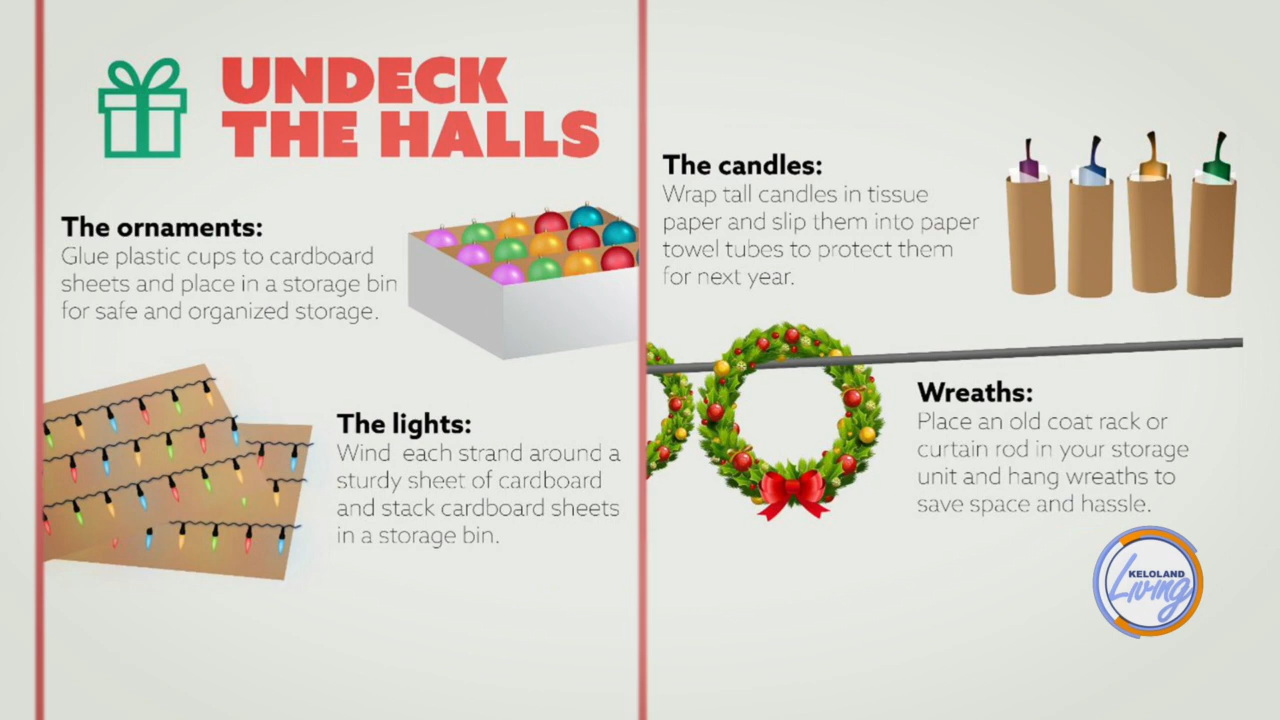 UNDECK
THE HALLS
The ornaments:
Glue plastic cups to cardboard
sheets and place in a storage bin
for safe and organized storage.
The lights:
Wind each strand around a
sturdy sheet of cardboard
and stack cardboard sheets
in a storage bin.
The candles:
Wrap tall candles in tissue
paper and slip them into paper
towel tubes to protect them
for next year.
Wreaths:
Place an old coat rack or
curtain rod in your storage
unit and hang wreaths to
save space and hassle.
KELOLAND
Living